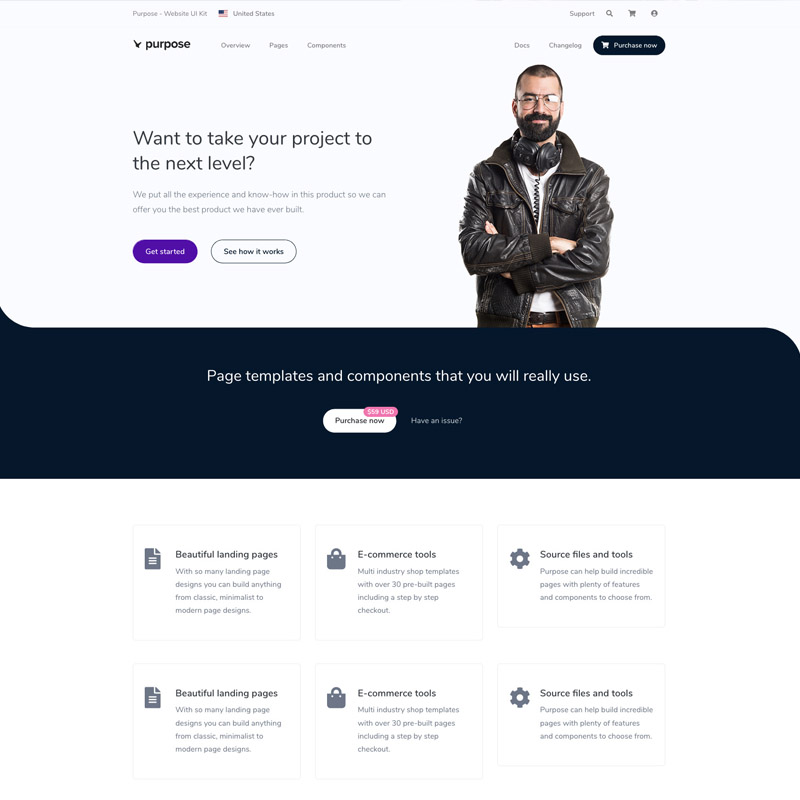 Purpose - Website UI Kit United States Support
purpose Overview Pages Components Docs Changelog Purchase now
Want to take your project to
the next level?
We put all the experience and know-how in this product so we can
offer you the best product we have ever built.
Get started See how it works
Page templates and components that you will really use.
$59 USD
Purchase now Have an issue?
Beautiful landing pages
With so many landing page
designs you can build anything
from classic, minimalist to
modern page designs.
E-commerce tools
Multi industry shop templates
with over 30 pre-built pages
including a step by step
checkout.
Source files and tools
Purpose can help build incredible
pages with plenty of features
and components to choose from.
Beautiful landing pages
With so many landing page
designs you can build anything
from classic, minimalist to
modern page designs.
E-commerce tools
Multi industry shop templates
with over 30 pre-built pages
including a step by step
checkout.
Source files and tools
Purpose can help build incredible
pages with plenty of features
and components to choose from.